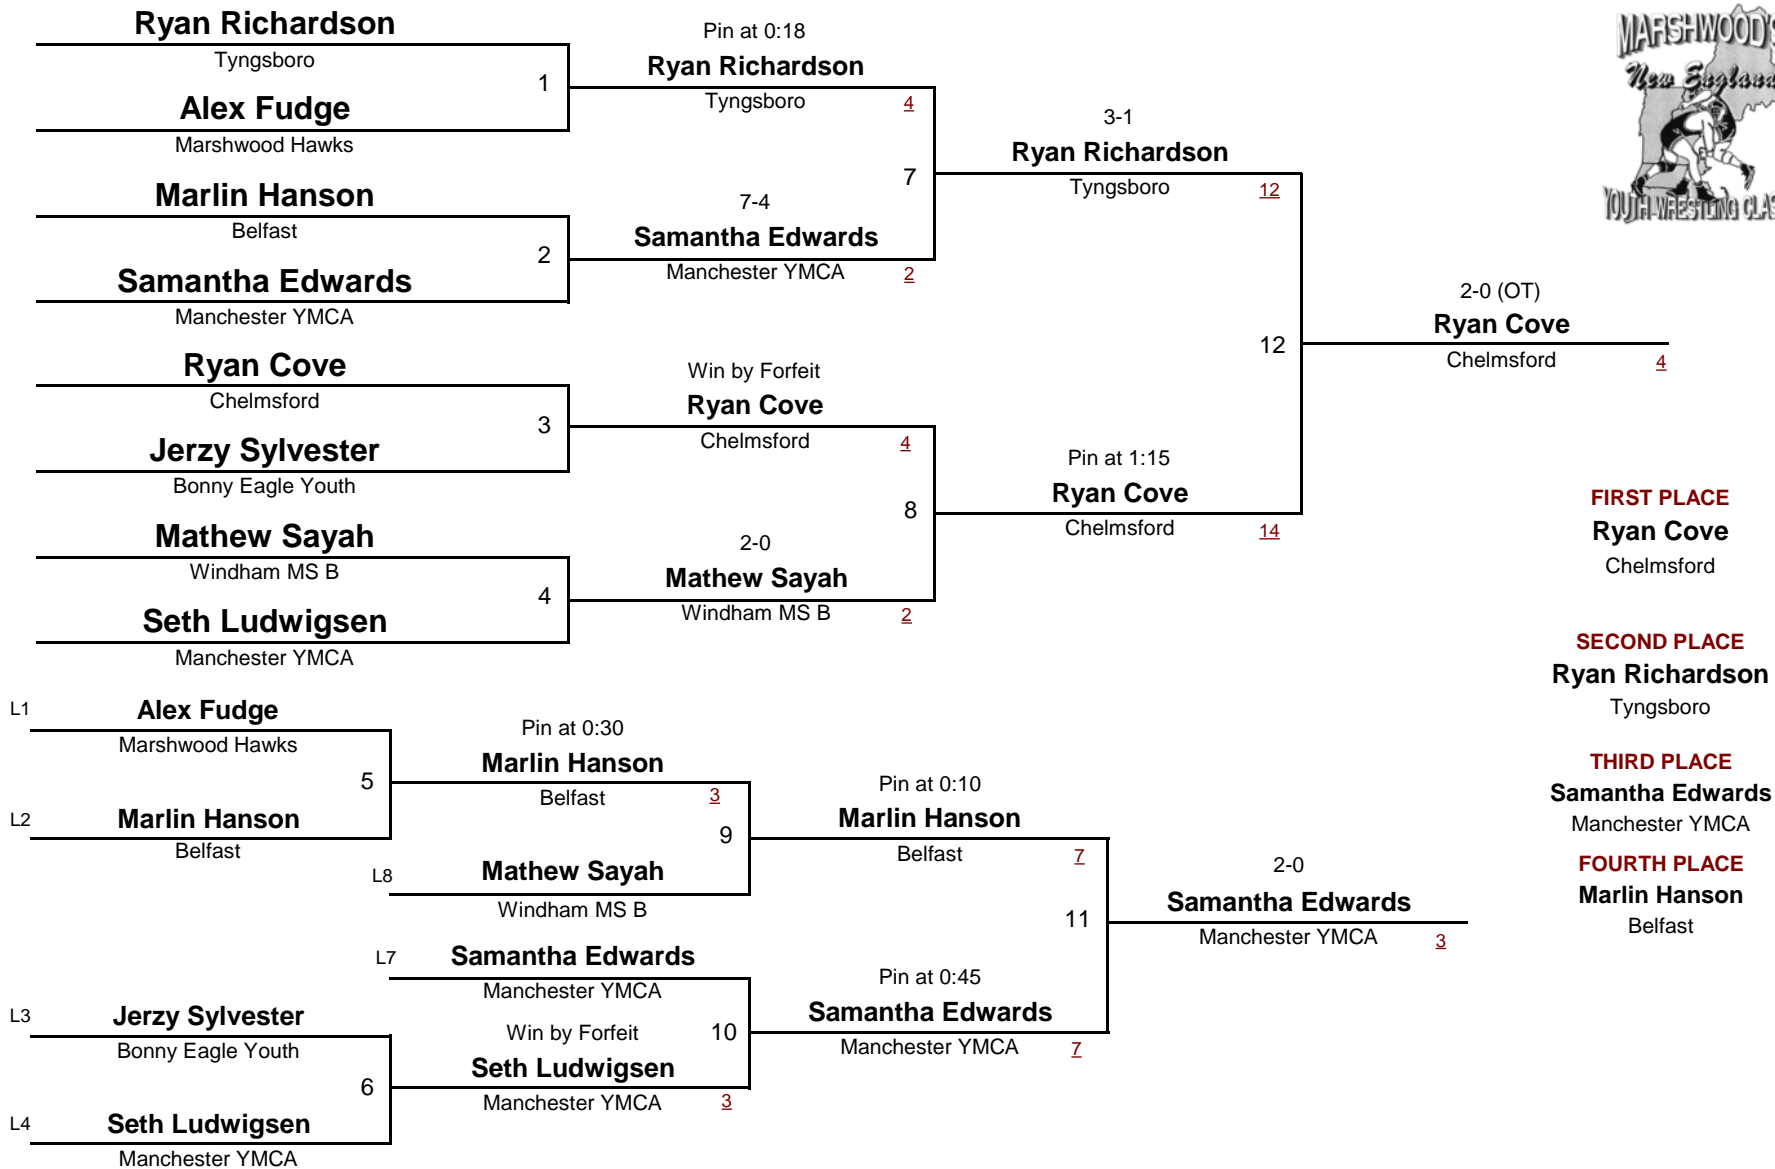 Ryan Richardson
Tyngsboro
1
Alex Fudge
Marshwood Hawks
Marlin Hanson
Belfast
2
Samantha Edwards
Manchester YMCA
Ryan Cove
Chelmsford
3
Jerzy Sylvester
Bonny Eagle Youth
Mathew Sayah
Windham MS B
4
Seth Ludwigsen
Manchester YMCA
Pin at 0:18
Ryan Richardson
Tyngsboro 4
7
7-4
Samantha Edwards
Manchester YMCA 2
Win by Forfeit
Ryan Cove
Chelmsford 4
8
2-0
Mathew Sayah
Windham MS B 2
3-1
Ryan Richardson
Tyngsboro 12
12
Pin at 1:15
Ryan Cove
Chelmsford 14
2-0 (OT)
Ryan Cove
Chelmsford 4
MARSHWOOD'S
New England
YOUTH WRESTLING CLAS
FIRST PLACE
Ryan Cove
Chelmsford
SECOND PLACE
Ryan Richardson
Tyngsboro
THIRD PLACE
Samantha Edwards
Manchester YMCA
FOURTH PLACE
Marlin Hanson
Belfast
L1 Alex Fudge
Marshwood Hawks
5
L2 Marlin Hanson
Belfast
L3 Jerzy Sylvester
Bonny Eagle Youth
6
L4 Seth Ludwigsen
Manchester YMCA
Pin at 0:30
Marlin Hanson
Belfast 3
9
L8 Mathew Sayah
Windham MS B
L7 Samantha Edwards
Manchester YMCA
Win by Forfeit 10
Seth Ludwigsen
Manchester YMCA 3
Pin at 0:10
Marlin Hanson
Belfast 7
11
Pin at 0:45
Samantha Edwards
Manchester YMCA 7
2-0
Samantha Edwards
Manchester YMCA 3